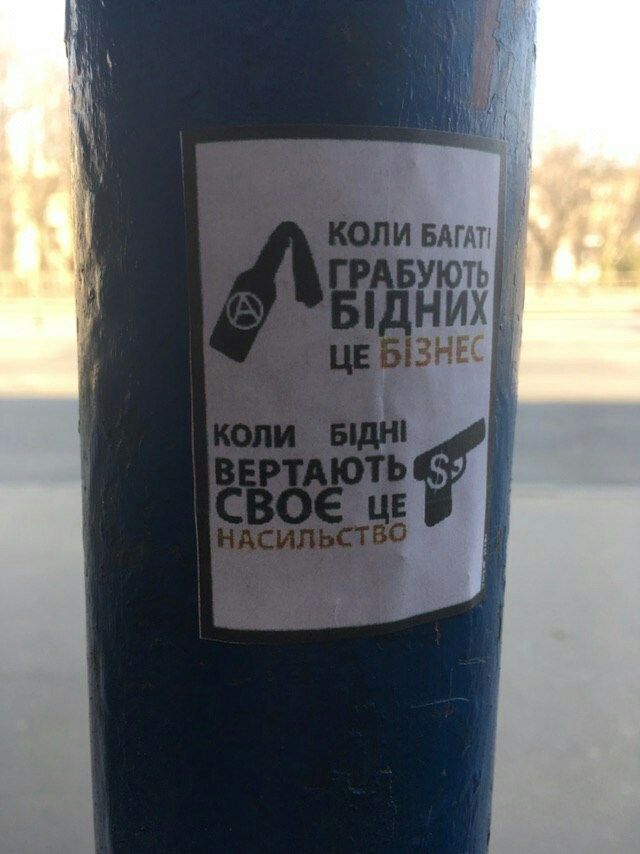 КОЛИ БАГАТІ
ГРАБУЮТЬ
БІДНИХ
ЦЕ БІЗНЕС
КОЛИ БІДНІ
ВЕРТАЮТЬ
СВОЄ ЦЕ
НАСИЛЬСТВО